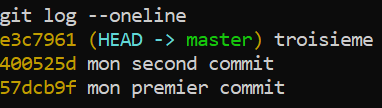 git log --oneline
e3c7961 (HEAD -> master) troisieme
400525d mon second commit
57dcb9f mon premier commit